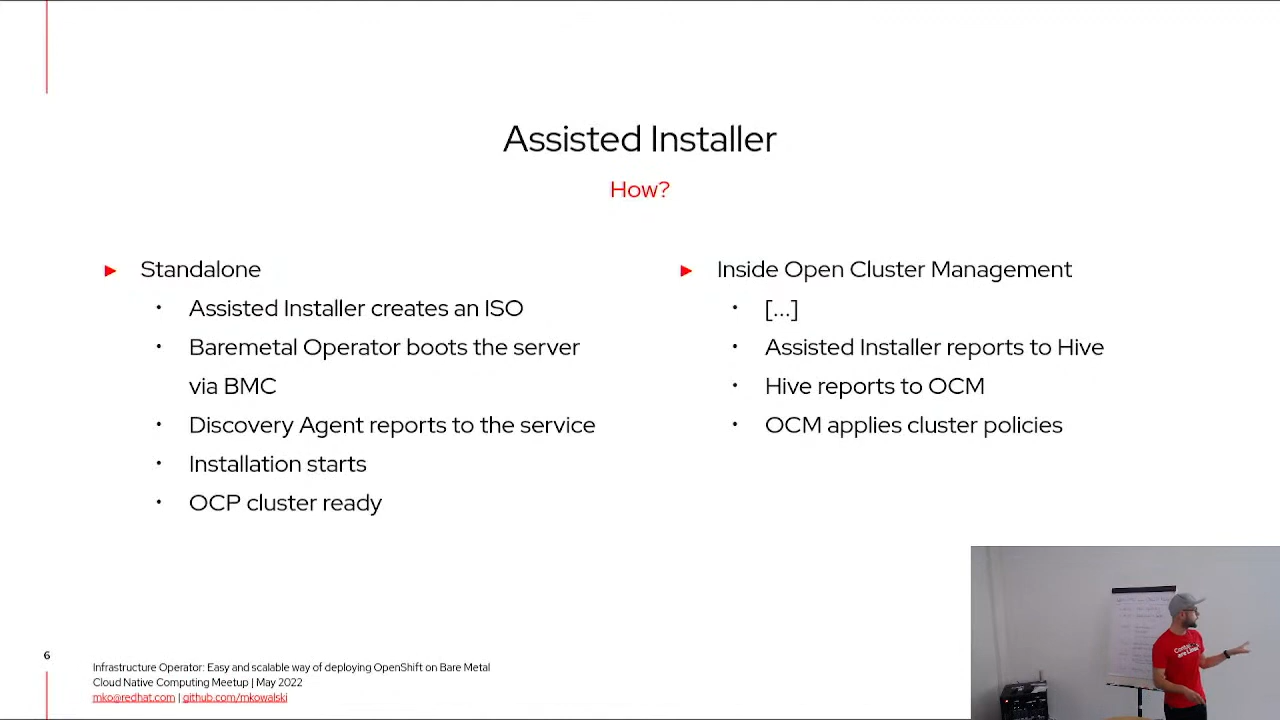 Assisted Installer
How?
Standalone
Assisted Installer creates an ISO
Baremetal Operator boots the server
via BMC
Discovery Agent reports to the service
Installation starts
OCP cluster ready
Inside Open Cluster Management
[...]
Assisted Installer reports to Hive
Hive reports to OCM
OCM applies cluster policies
6
Infrastructure Operator: Easy and scalable way of deploying OpenShift on Bare Metal
Cloud Native Computing Meetup | May 2022
mko@redhat.com | github.com/mkowalski
are Linux